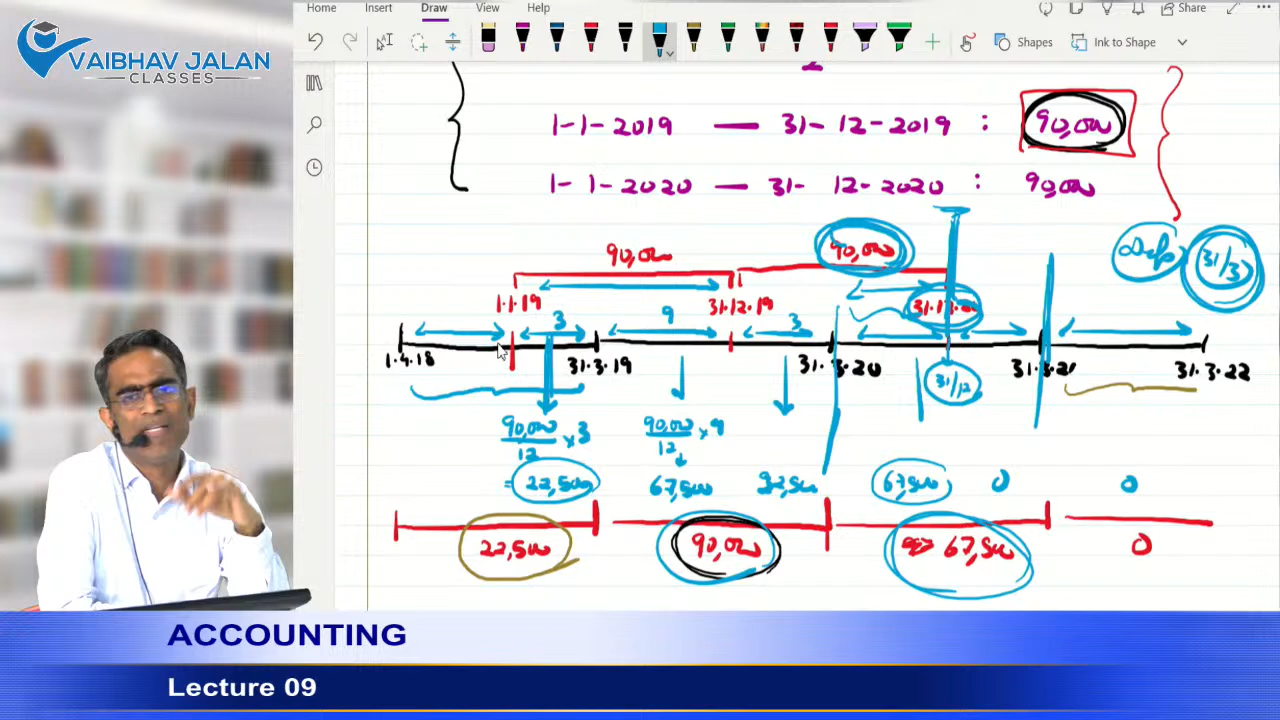 Home Insert Draw View Help Share
VAIBHAV JALAN
CLASSES
Shapes Ink to Shape
1-1-2019 — 31-12-2019 : 90,000
1-1-2020 — 31-12-2020 : 90,000
90,000 90,000 Dep 31/3
1.1.19 31.12.19
3 9 3
1.4.18 31.3.19 31.3.20 31/12 31.3.21 31.3.22
90,000/12 × 3 90,000/12 × 9
= 22,500 67,500 22,500 67,500 0 0
22,500 90,000 67,500 0
ACCOUNTING
Lecture 09